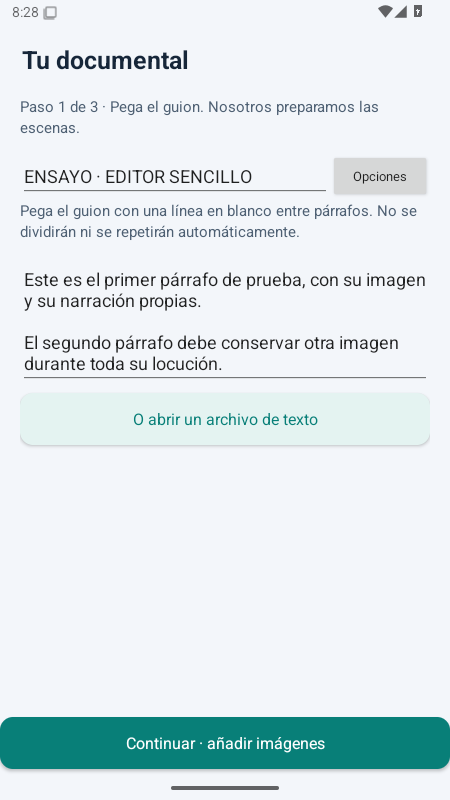 8:28
Tu documental
Paso 1 de 3 · Pega el guion. Nosotros preparamos las
escenas.
ENSAYO · EDITOR SENCILLO
Opciones
Pega el guion con una línea en blanco entre párrafos. No se
dividirán ni se repetirán automáticamente.
Este es el primer párrafo de prueba, con su imagen
y su narración propias.
El segundo párrafo debe conservar otra imagen
durante toda su locución.
O abrir un archivo de texto
Continuar · añadir imágenes